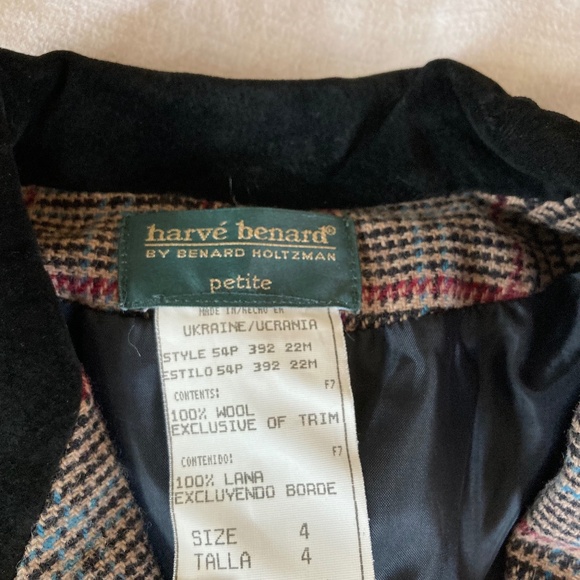 harvé benard®
BY BENARD HOLTZMAN
petite
MADE IN/HECHO EN
UKRAINE/UCRANIA
STYLE 54P 392 22M
ESTILO 54P 392 22M
F7
CONTENTS:
100% WOOL
EXCLUSIVE OF TRIM
F7
CONTENIDO:
100% LANA
EXCLUYENDO BORDE
SIZE 4
TALLA 4